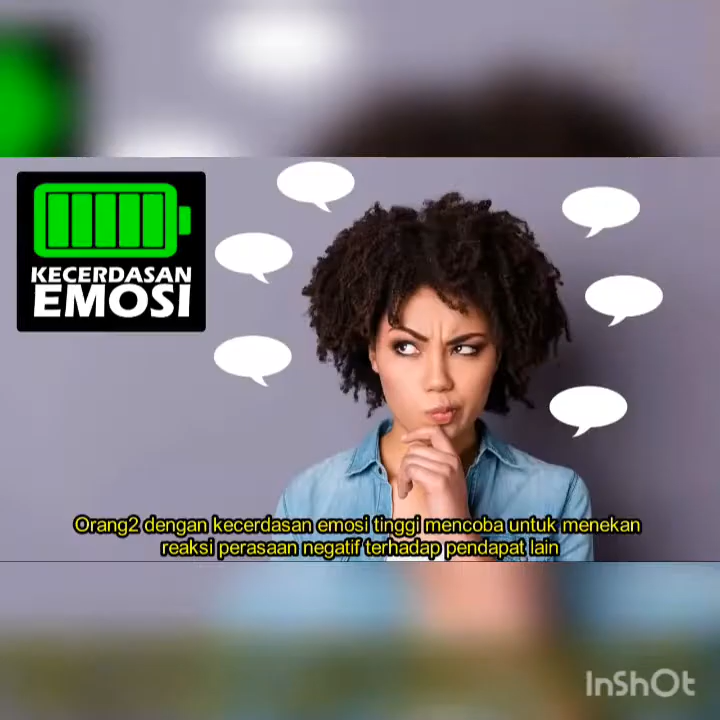 KECERDASAN
EMOSI
Orang2 dengan kecerdasan emosi tinggi mencoba untuk menekan
reaksi perasaan negatif terhadap pendapat lain
InShOt